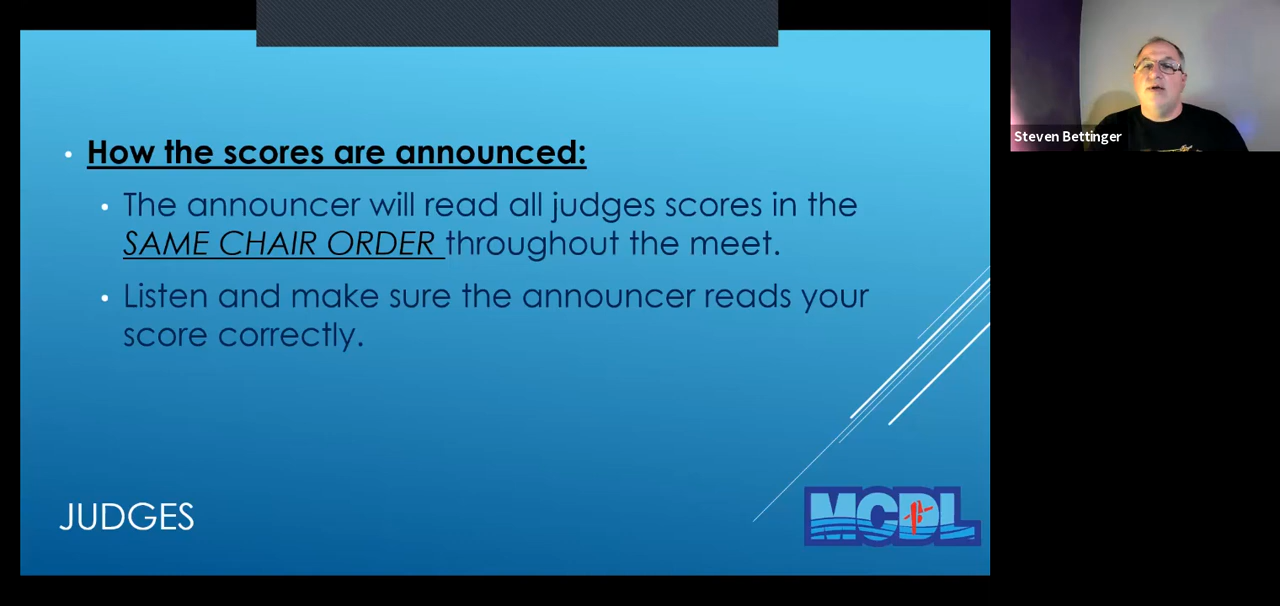 How the scores are announced:
The announcer will read all judges scores in the
SAME CHAIR ORDER throughout the meet.
Listen and make sure the announcer reads your
score correctly.
JUDGES
MCDL
Steven Bettinger